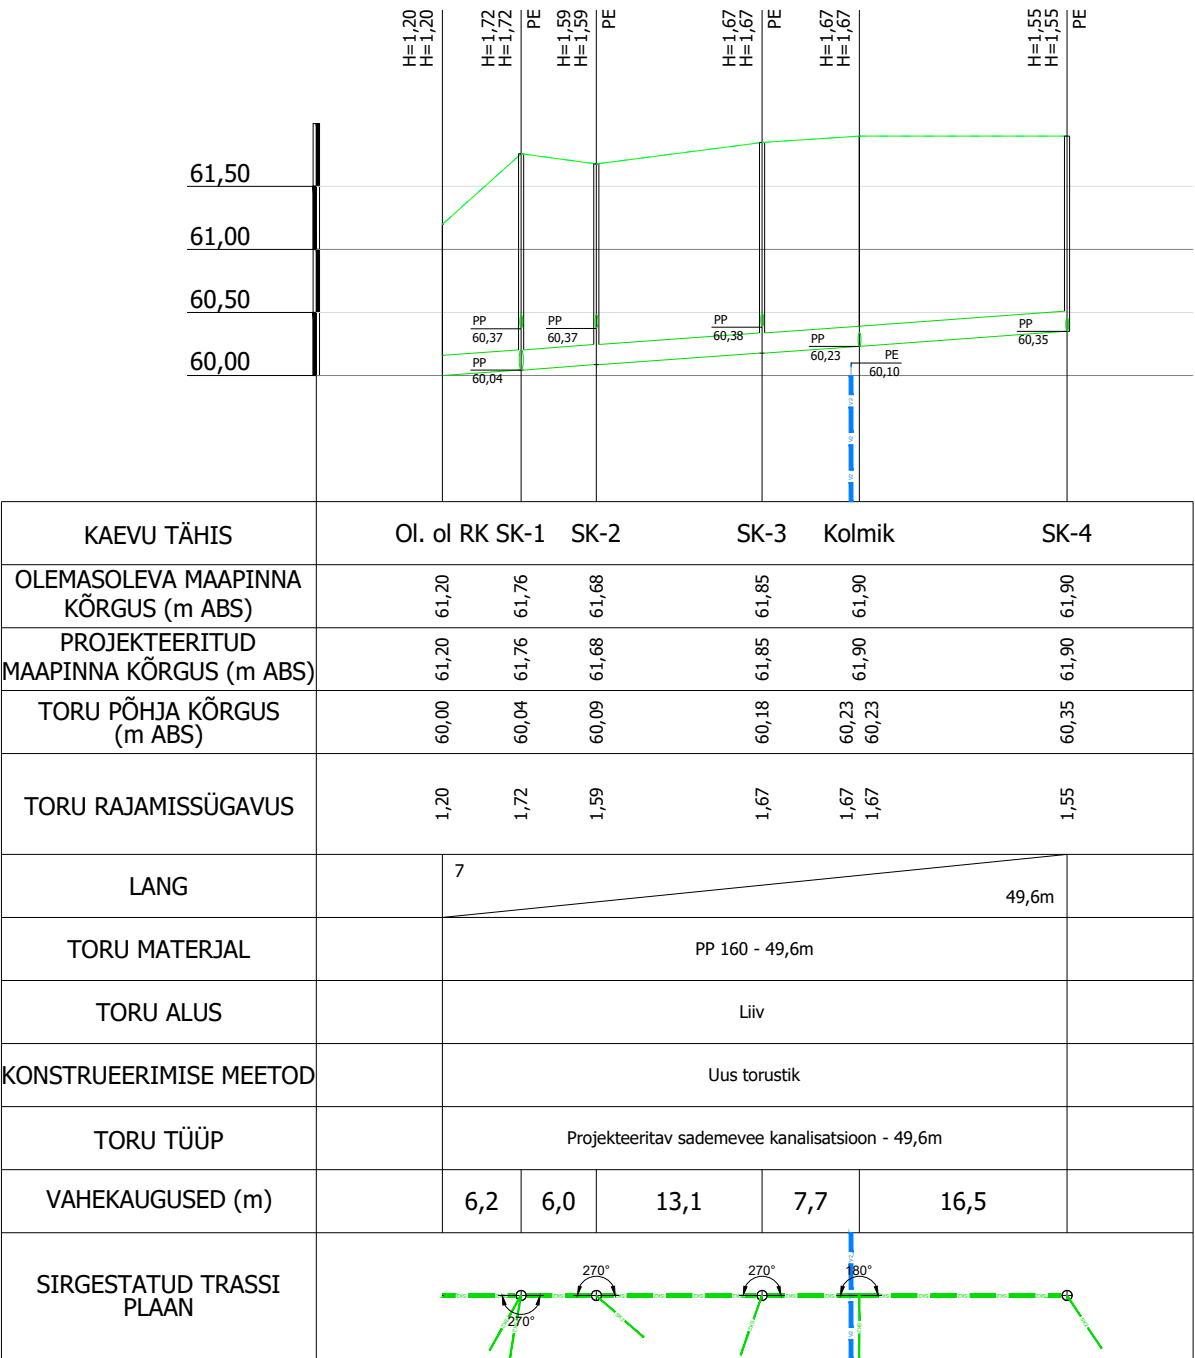 H=1,20
H=1,20
H=1,72
H=1,72
PE
H=1,59
H=1,59
PE
H=1,67
H=1,67
PE
H=1,67
H=1,67
H=1,55
H=1,55
PE
61,50
61,00
60,50
60,00
PP
60,37
PP
60,37
PP
60,38
PP
60,23
PP
60,35
PP
60,04
PE
60,10
KAEVU TÄHIS
Ol. ol RK SK-1 SK-2 SK-3 Kolmik SK-4
OLEMASOLEVA MAAPINNA
KÕRGUS (m ABS)
61,20 61,76 61,68 61,85 61,90 61,90
PROJEKTEERITUD
MAAPINNA KÕRGUS (m ABS)
61,20 61,76 61,68 61,85 61,90 61,90
TORU PÕHJA KÕRGUS
(m ABS)
60,00 60,04 60,09 60,18 60,23 60,23 60,35
TORU RAJAMISSÜGAVUS
1,20 1,72 1,59 1,67 1,67 1,67 1,55
LANG
7
49,6m
TORU MATERJAL
PP 160 - 49,6m
TORU ALUS
Liiv
KONSTRUEERIMISE MEETOD
Uus torustik
TORU TÜÜP
Projekteeritav sademevee kanalisatsioon - 49,6m
VAHEKAUGUSED (m)
6,2 6,0 13,1 7,7 16,5
SIRGESTATUD TRASSI
PLAAN
270°
270°
270°
180°